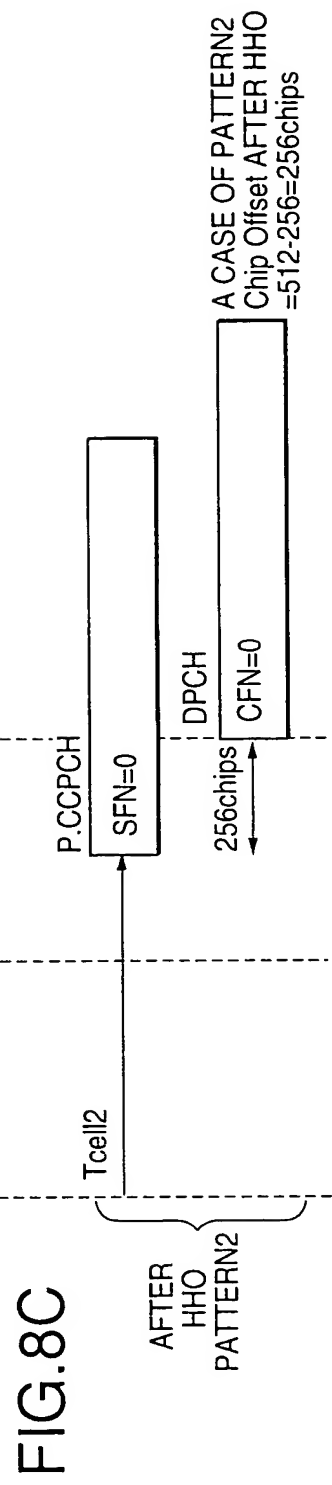 FIG.8C
AFTER
HHO
PATTERN2
Tcell2
P.CCPCH
SFN=0
256chips
DPCH
CFN=0
A CASE OF PATTERN2
Chip Offset AFTER HHO
=512-256=256chips